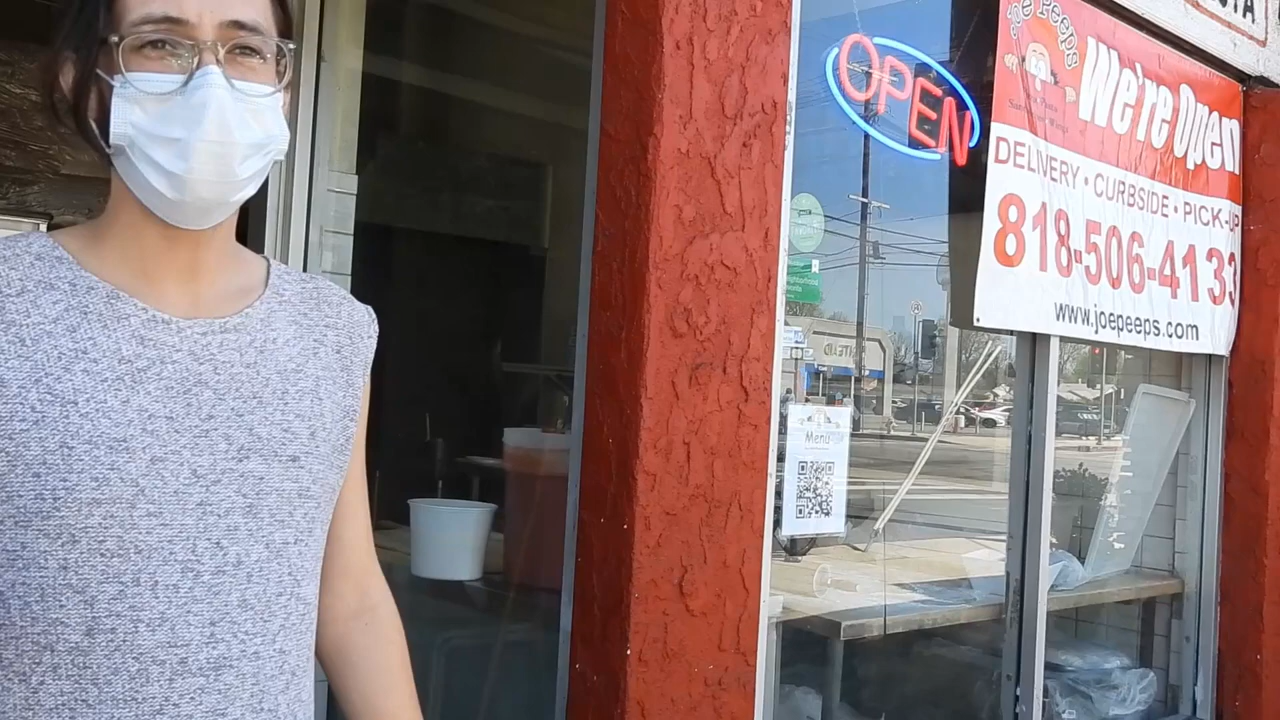 OPEN
Joe Peeps
We're Open
DELIVERY • CURBSIDE • PICK-UP
818-506-4133
www.joepeeps.com
Menu